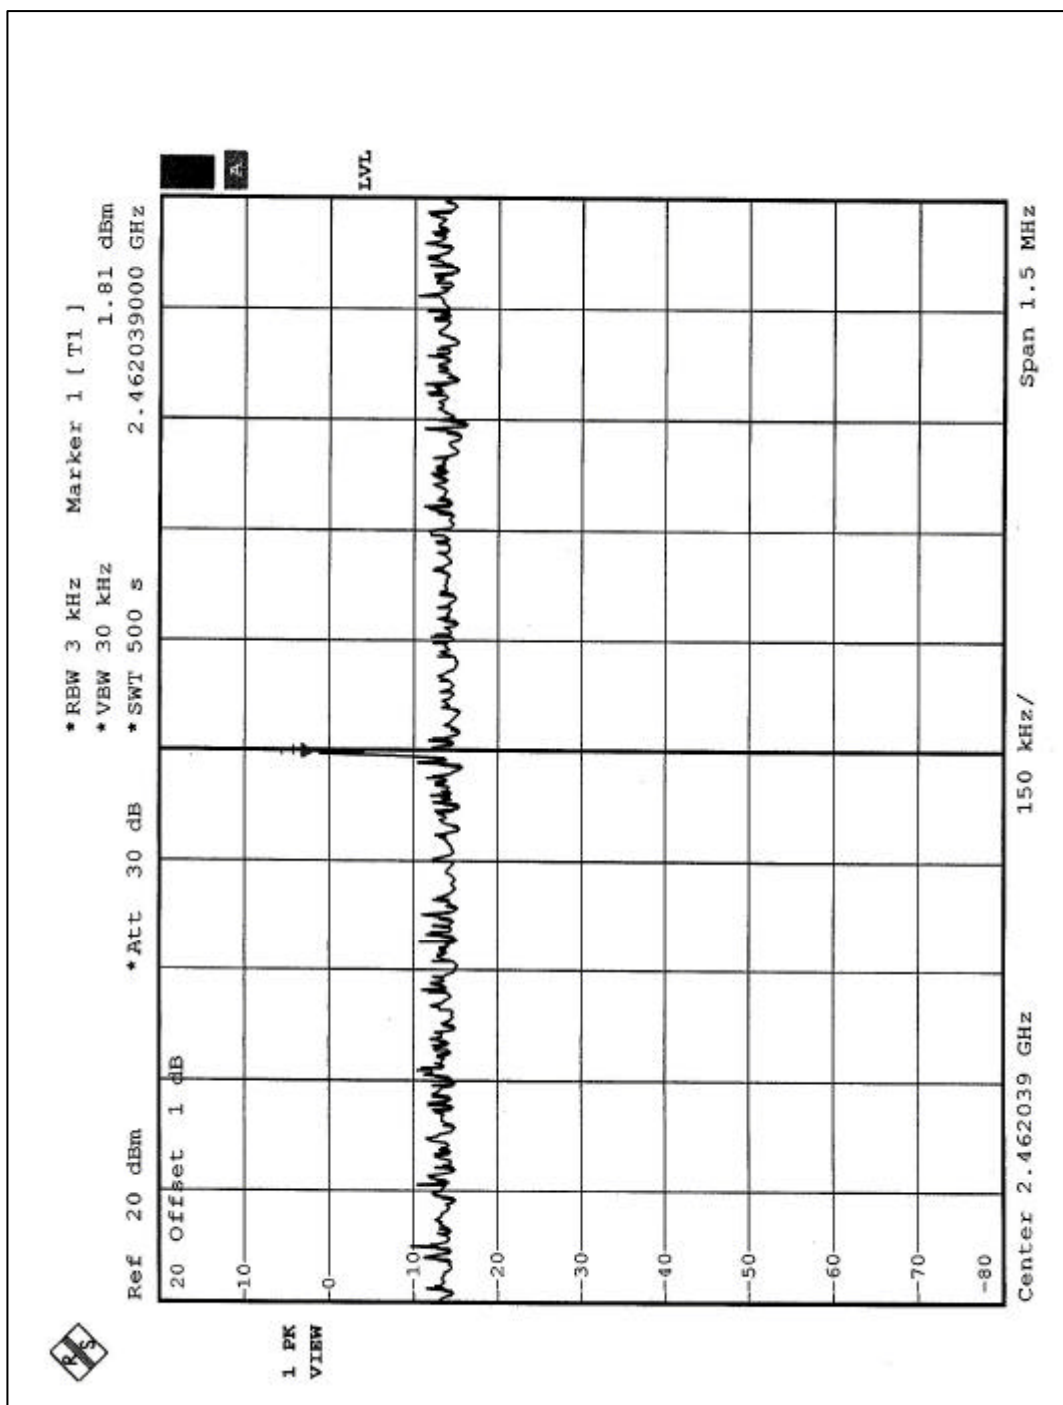 *RBW 3 kHz Marker 1 [T1 ]
*VBW 30 kHz 1.81 dBm
Ref 20 dBm *Att 30 dB *SWT 500 s 2.462039000 GHz
20 Offset 1 dB
A
-10
1 PK
VIEW
-0
LVL
-10
-20
-30
-40
-50
-60
-70
-80
Center 2.462039 GHz 150 kHz/ Span 1.5 MHz
R S